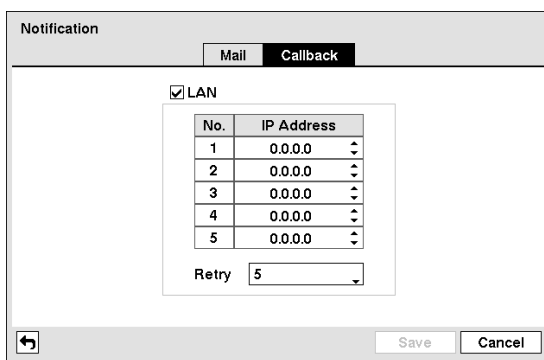 Notification
Mail Callback
LAN
No. IP Address
1 0.0.0.0
2 0.0.0.0
3 0.0.0.0
4 0.0.0.0
5 0.0.0.0
Retry 5
Save Cancel